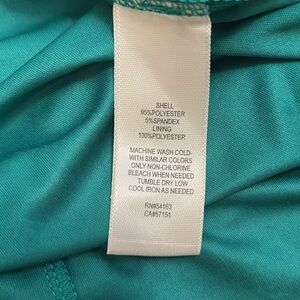 SHELL
95%POLYESTER
5%SPANDEX
LINING
100%POLYESTER
MACHINE WASH COLD-
WITH SIMILAR COLORS
ONLY NON-CHLORINE
BLEACH WHEN NEEDED
TUMBLE DRY LOW
COOL IRON AS NEEDED
RN#54163
CA#57151